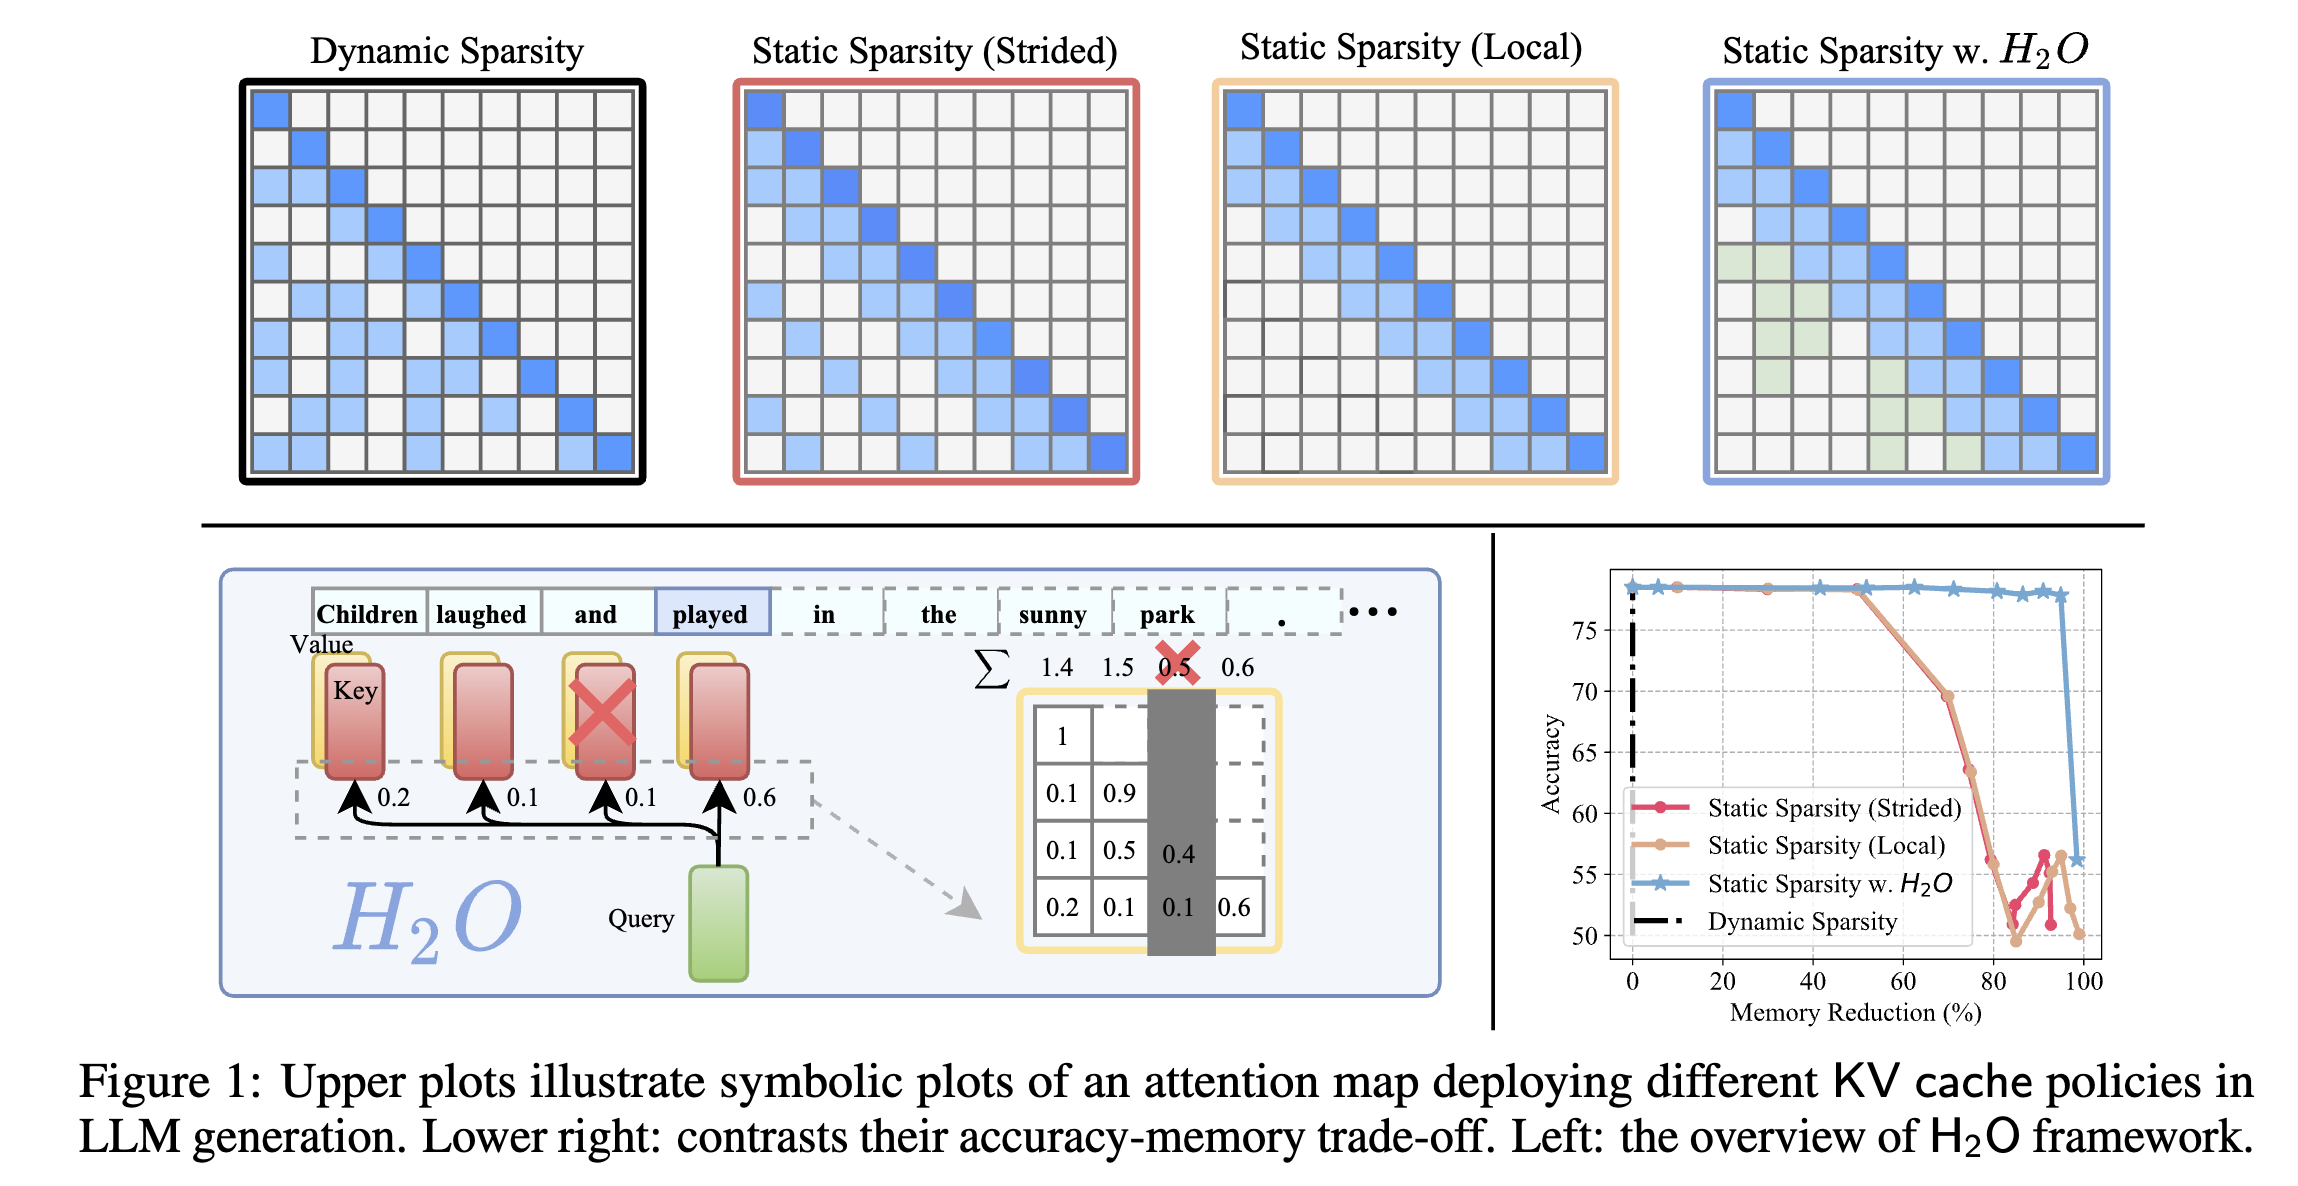 Dynamic Sparsity
Static Sparsity (Strided)
Static Sparsity (Local)
Static Sparsity w. H₂O
Children laughed and played in the sunny park . •••
Value
Key
∑ 1.4 1.5 0.5 0.6
0.2 0.1 0.1 0.6
1
0.1 0.9
0.1 0.5 0.4
0.2 0.1 0.1 0.6
H₂O
Query
Accuracy
75
70
65
60
55
50
Static Sparsity (Strided)
Static Sparsity (Local)
Static Sparsity w. H₂O
Dynamic Sparsity
0 20 40 60 80 100
Memory Reduction (%)
Figure 1: Upper plots illustrate symbolic plots of an attention map deploying different KV cache policies in
LLM generation. Lower right: contrasts their accuracy-memory trade-off. Left: the overview of H₂O framework.